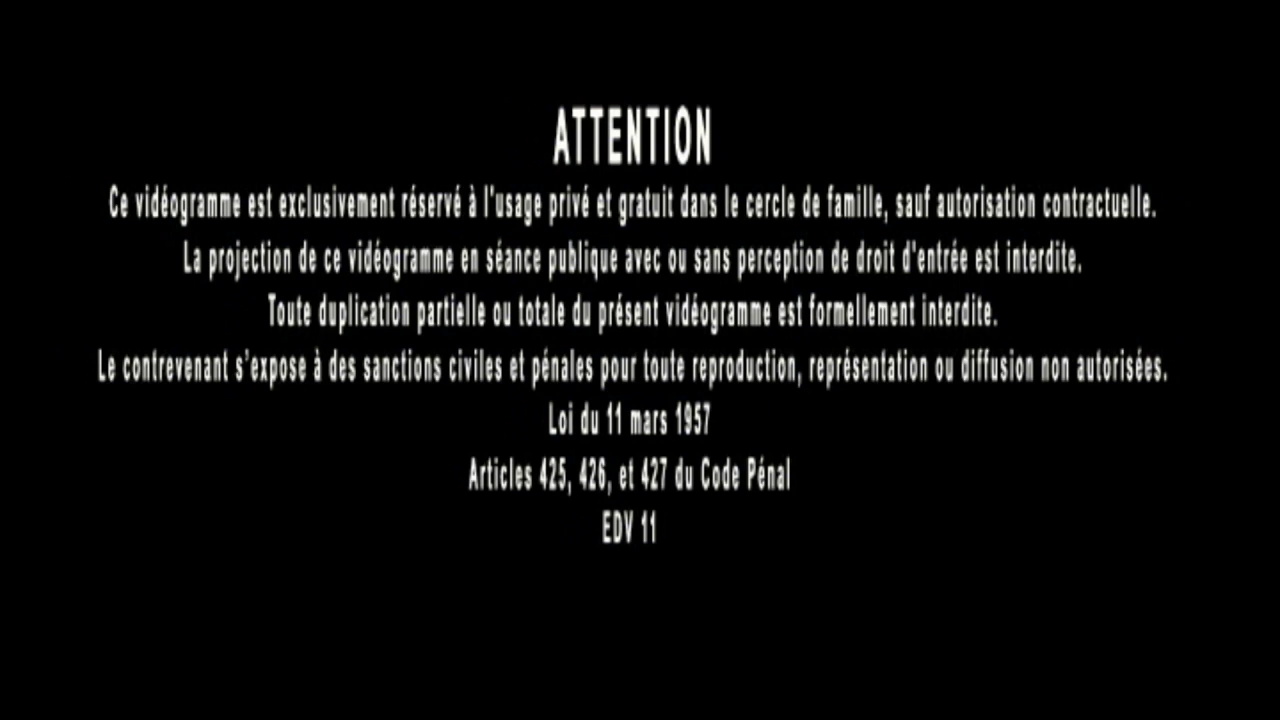 ATTENTION
Ce vidéogramme est exclusivement réservé à l'usage privé et gratuit dans le cercle de famille, sauf autorisation contractuelle.
La projection de ce vidéogramme en séance publique avec ou sans perception de droit d'entrée est interdite.
Toute duplication partielle ou totale du présent vidéogramme est formellement interdite.
Le contrevenant s'expose à des sanctions civiles et pénales pour toute reproduction, représentation ou diffusion non autorisées.
Loi du 11 mars 1957
Articles 425, 426, et 427 du Code Pénal
EDV 11